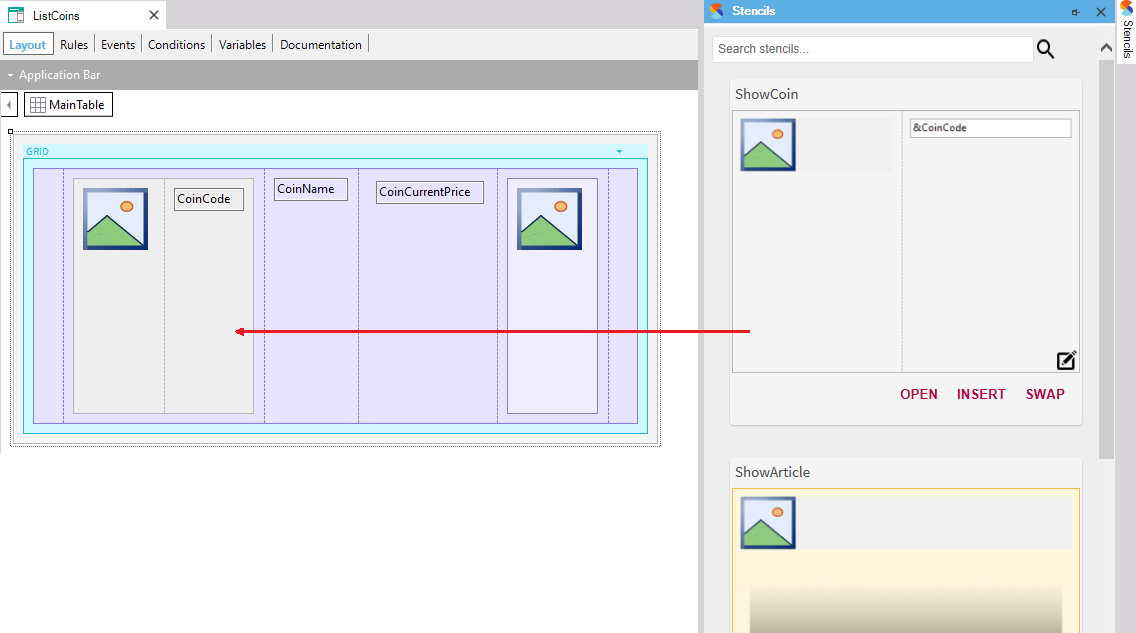 ListCoins
Layout Rules Events Conditions Variables Documentation
Application Bar
MainTable
GRID
CoinCode
CoinName
CoinCurrentPrice
Stencils
Search stencils...
ShowCoin
&CoinCode
OPEN INSERT SWAP
ShowArticle
Stencils